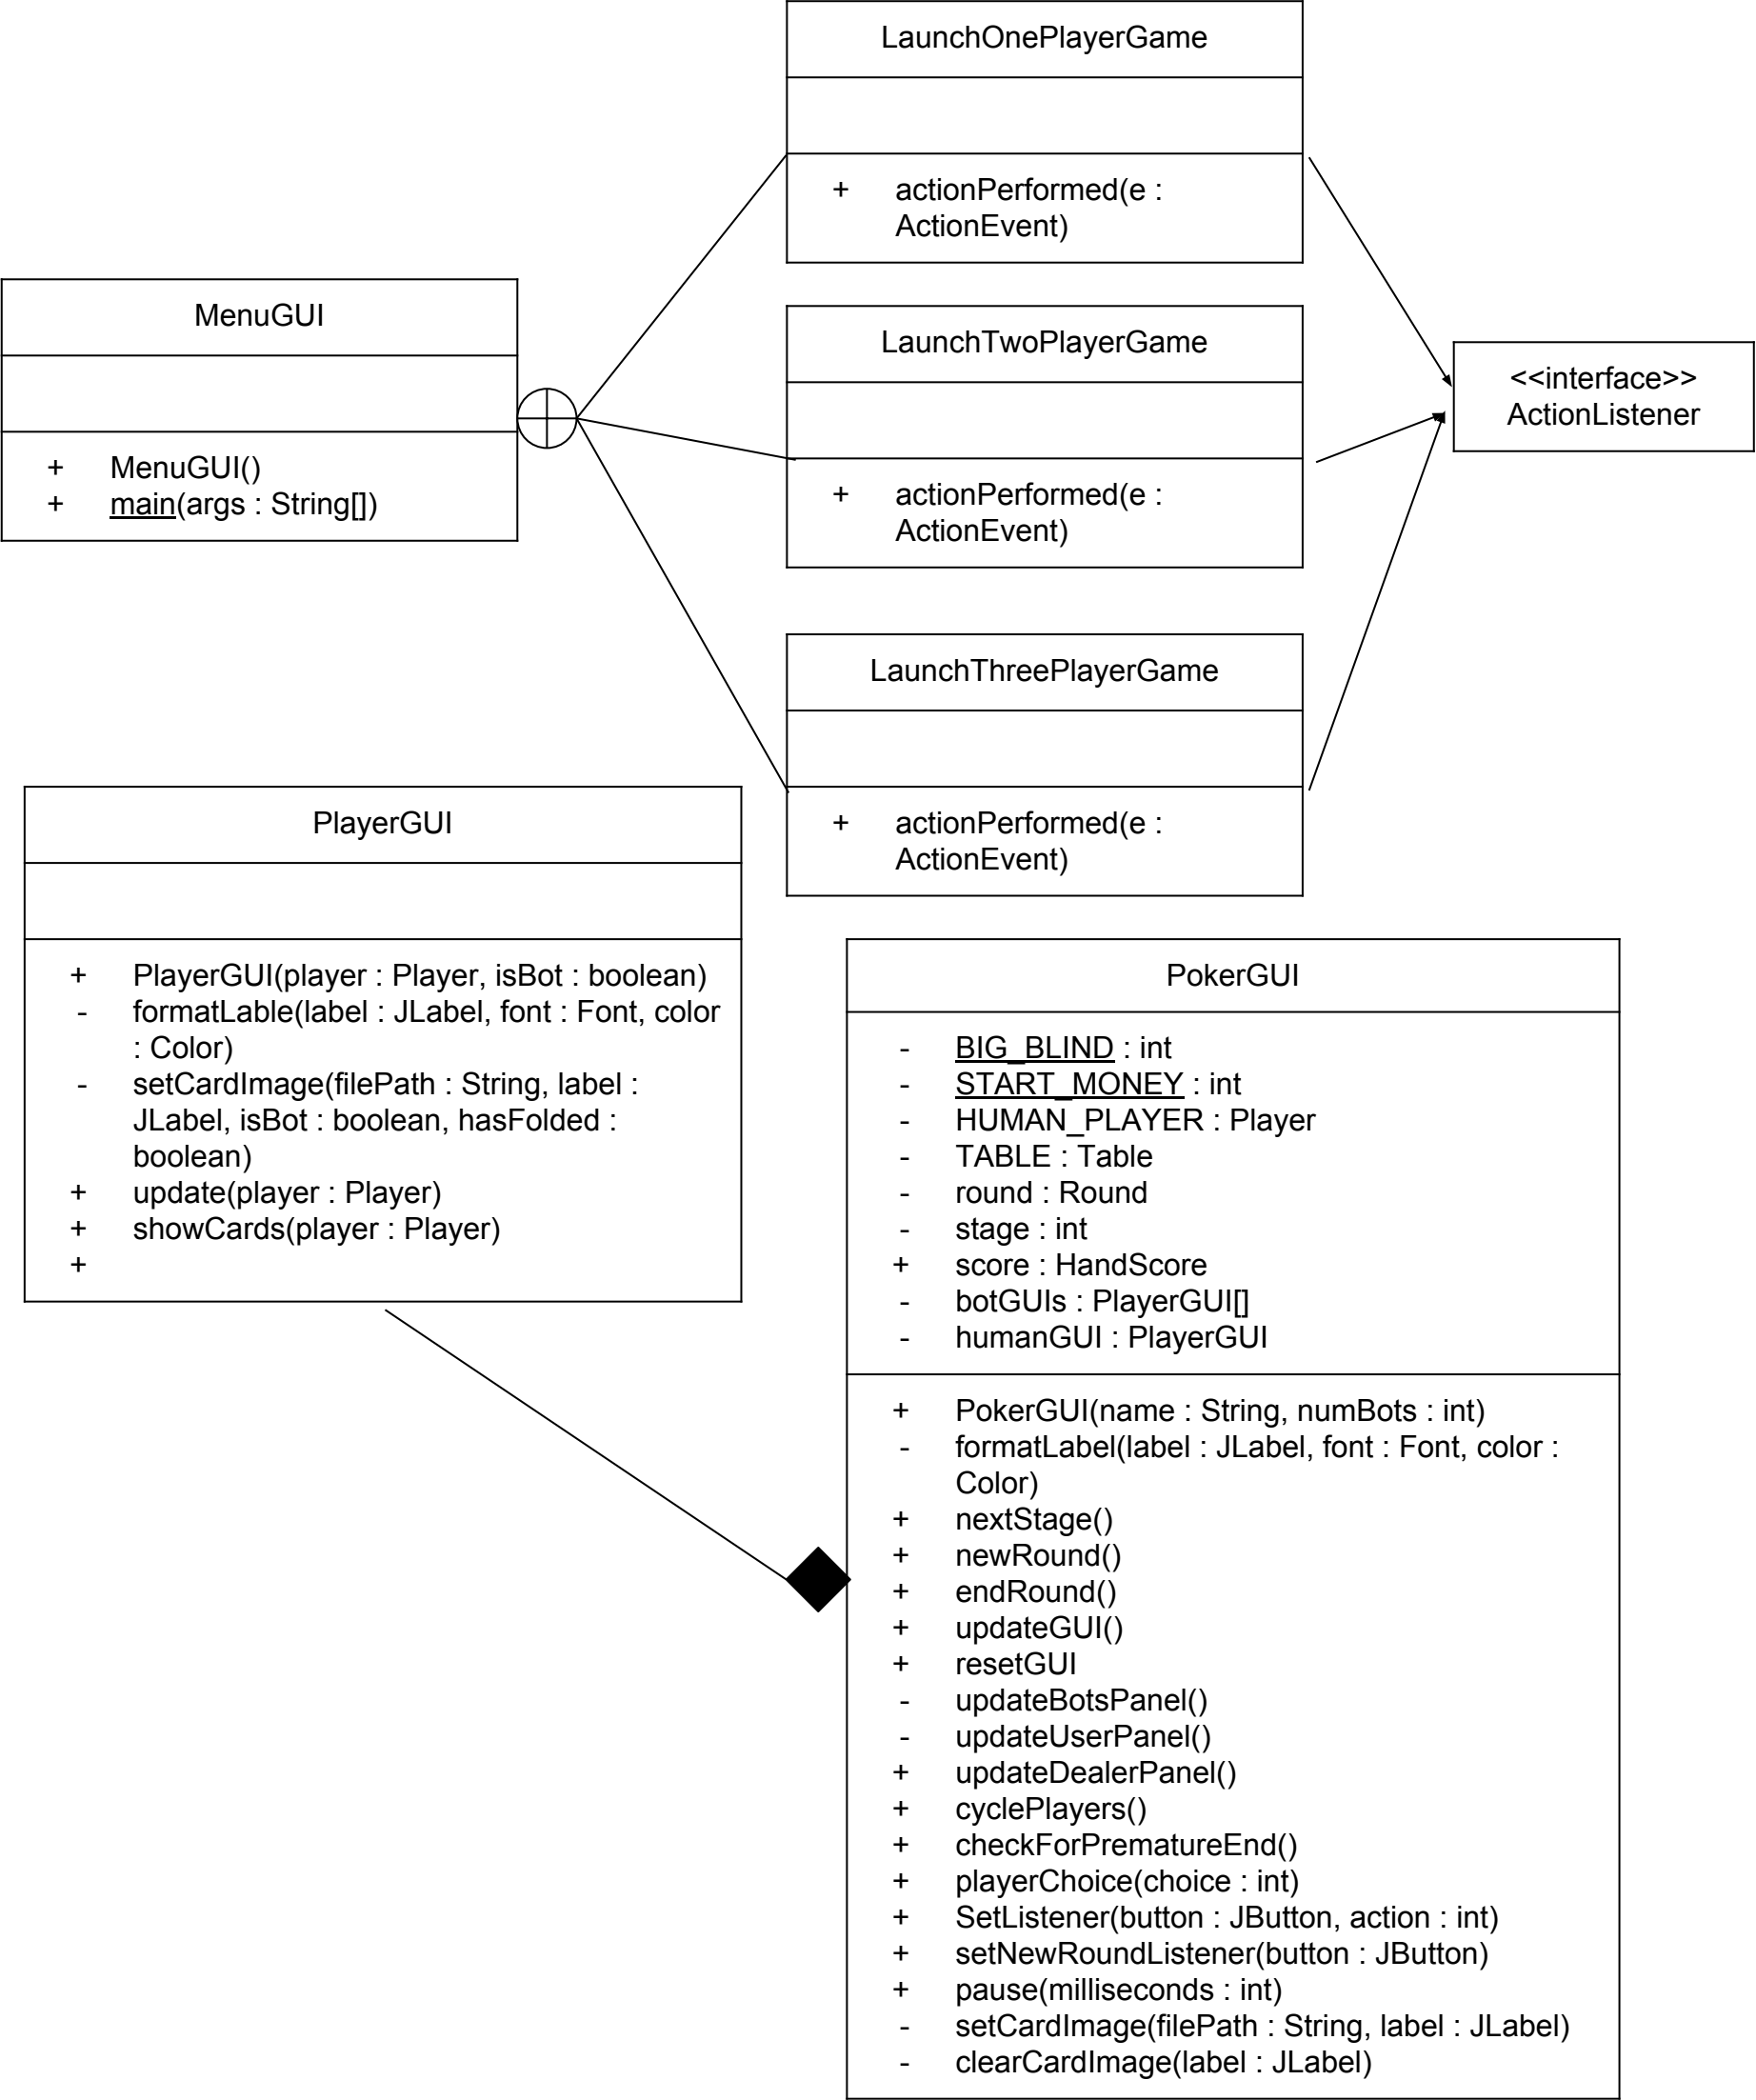 LaunchOnePlayerGame
+ actionPerformed(e :
ActionEvent)
MenuGUI
+ MenuGUI()
+ main(args : String[])
LaunchTwoPlayerGame
+ actionPerformed(e :
ActionEvent)
<<interface>>
ActionListener
LaunchThreePlayerGame
+ actionPerformed(e :
ActionEvent)
PlayerGUI
+ PlayerGUI(player : Player, isBot : boolean)
- formatLable(label : JLabel, font : Font, color
: Color)
- setCardImage(filePath : String, label :
JLabel, isBot : boolean, hasFolded :
boolean)
+ update(player : Player)
+ showCards(player : Player)
+
PokerGUI
- BIG_BLIND : int
- START_MONEY : int
- HUMAN_PLAYER : Player
- TABLE : Table
- round : Round
- stage : int
+ score : HandScore
- botGUIs : PlayerGUI[]
- humanGUI : PlayerGUI
+ PokerGUI(name : String, numBots : int)
- formatLabel(label : JLabel, font : Font, color :
Color)
+ nextStage()
+ newRound()
+ endRound()
+ updateGUI()
+ resetGUI
- updateBotsPanel()
- updateUserPanel()
+ updateDealerPanel()
+ cyclePlayers()
+ checkForPrematureEnd()
+ playerChoice(choice : int)
+ SetListener(button : JButton, action : int)
+ setNewRoundListener(button : JButton)
+ pause(milliseconds : int)
- setCardImage(filePath : String, label : JLabel)
- clearCardImage(label : JLabel)